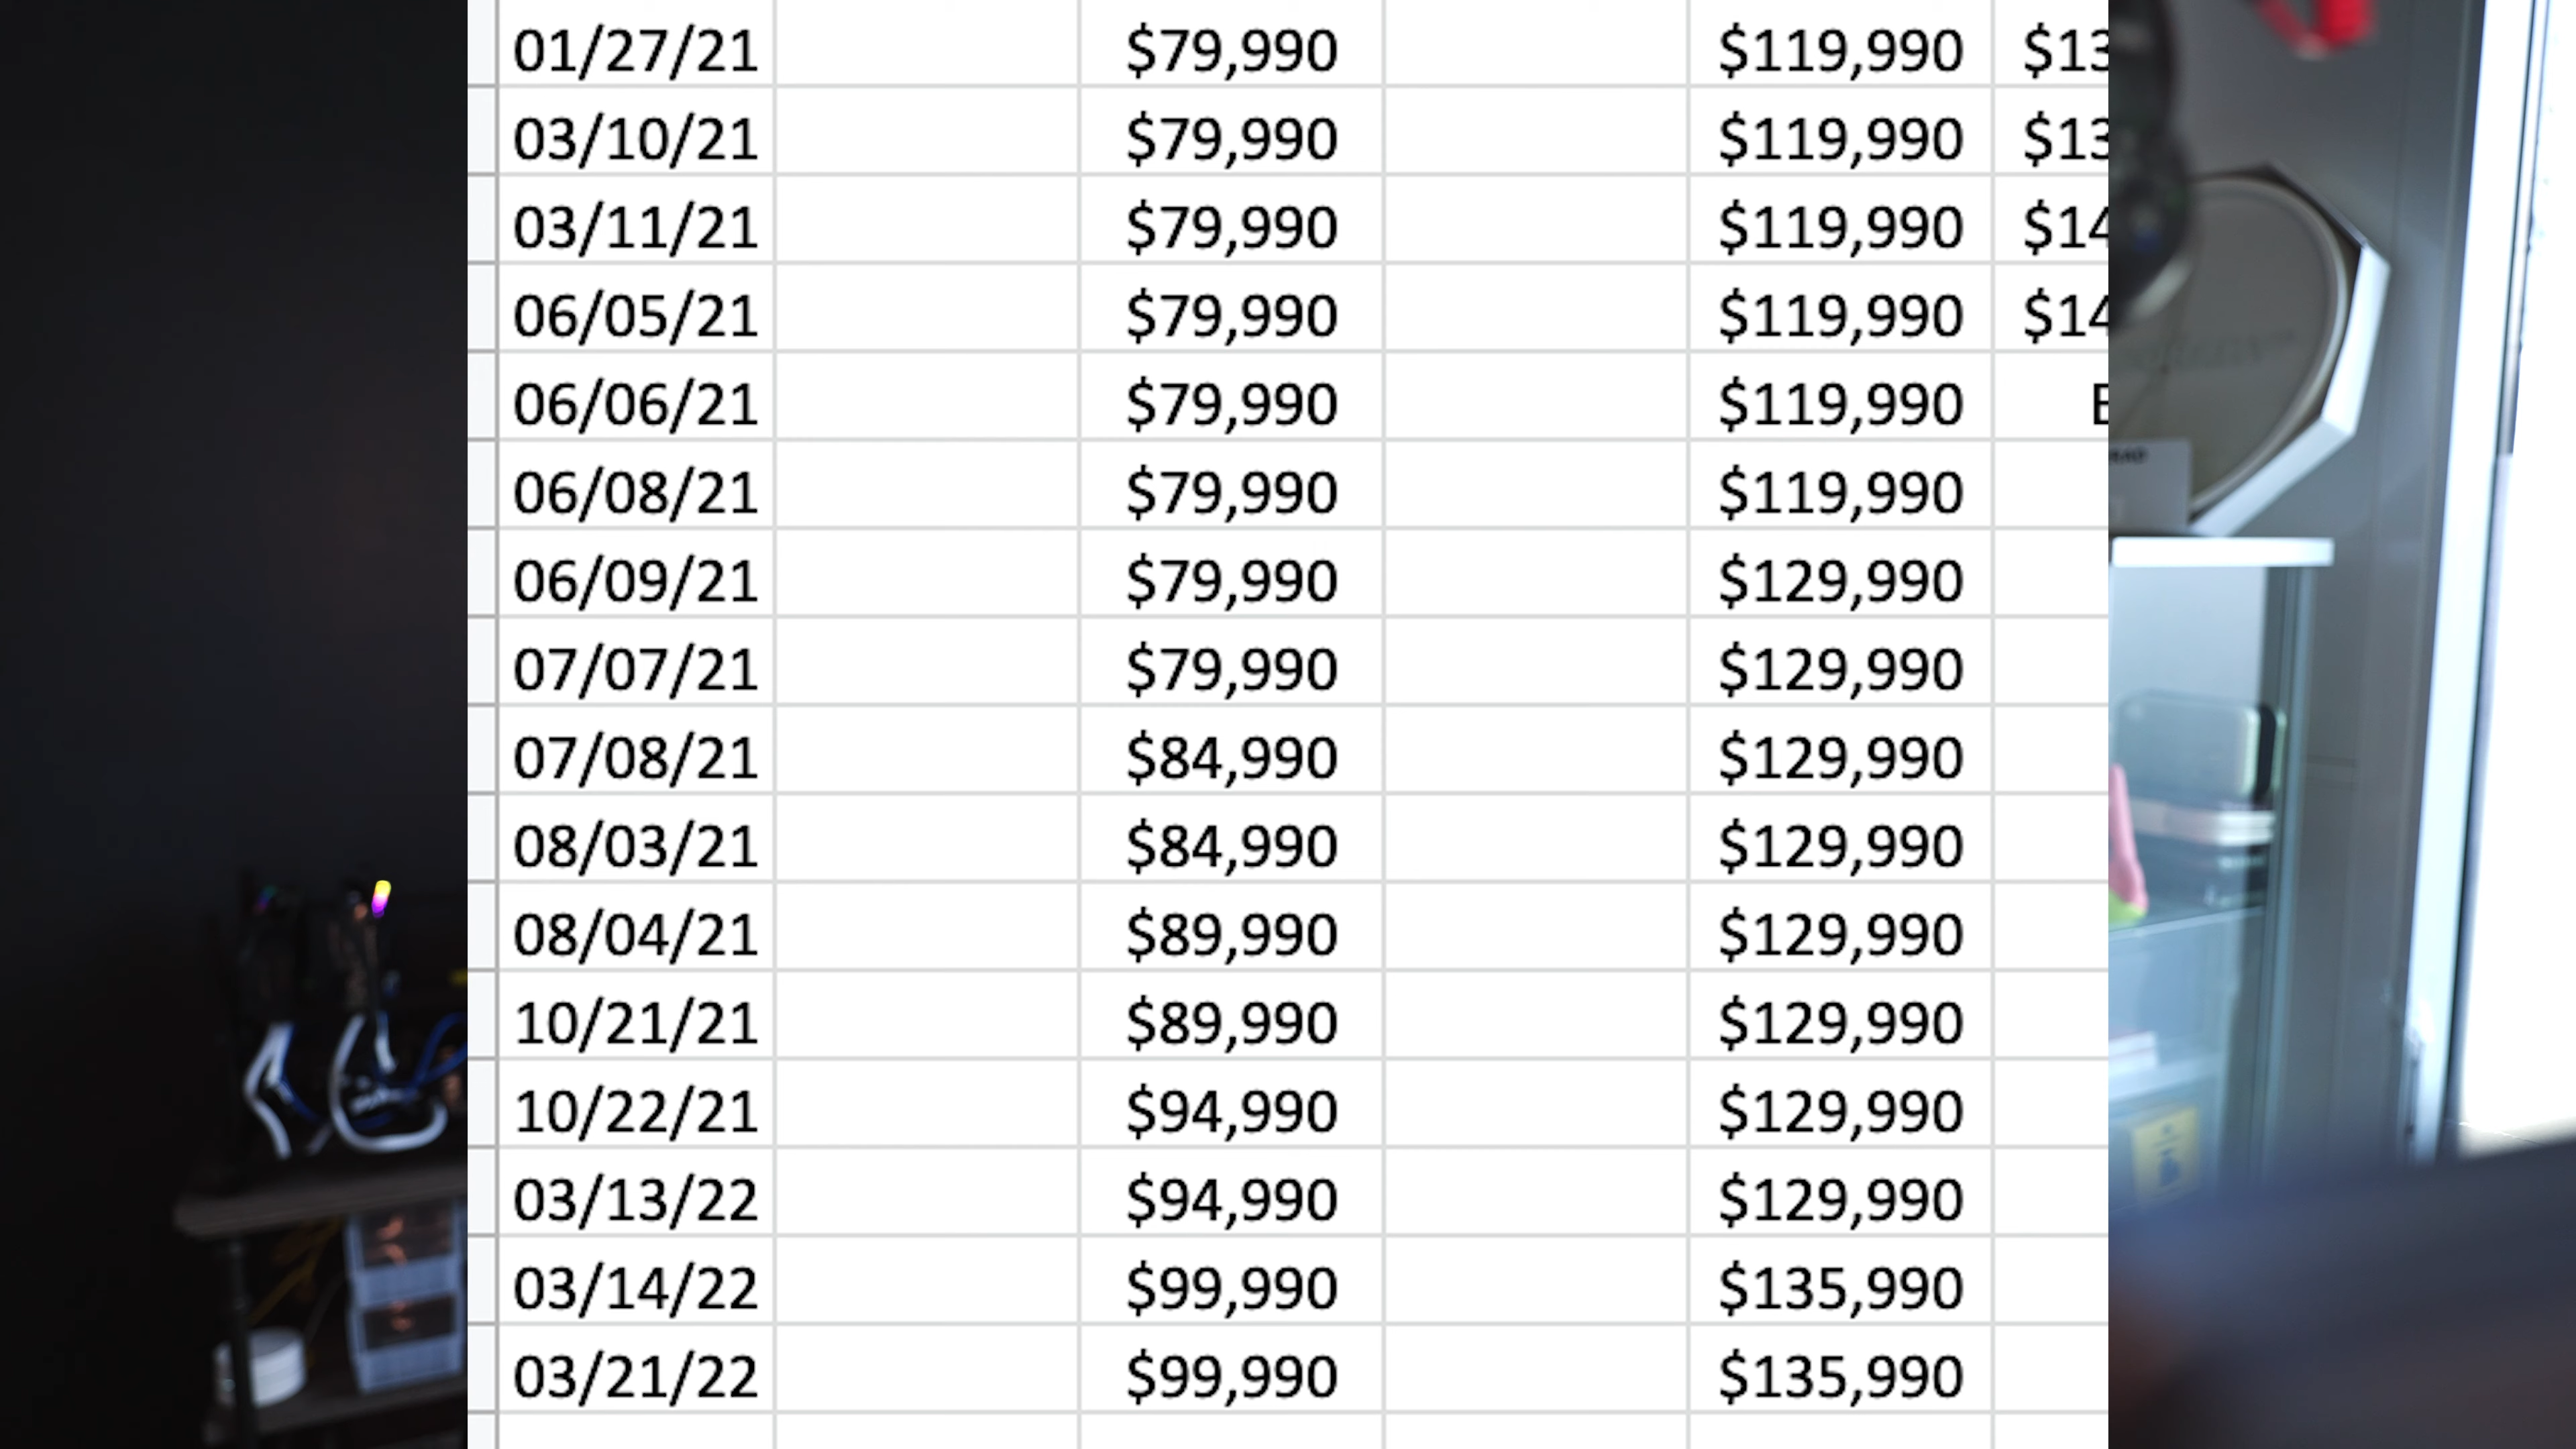 01/27/21 $79,990 $119,990 $13
03/10/21 $79,990 $119,990 $13
03/11/21 $79,990 $119,990 $14
06/05/21 $79,990 $119,990 $14
06/06/21 $79,990 $119,990
06/08/21 $79,990 $119,990
06/09/21 $79,990 $129,990
07/07/21 $79,990 $129,990
07/08/21 $84,990 $129,990
08/03/21 $84,990 $129,990
08/04/21 $89,990 $129,990
10/21/21 $89,990 $129,990
10/22/21 $94,990 $129,990
03/13/22 $94,990 $129,990
03/14/22 $99,990 $135,990
03/21/22 $99,990 $135,990